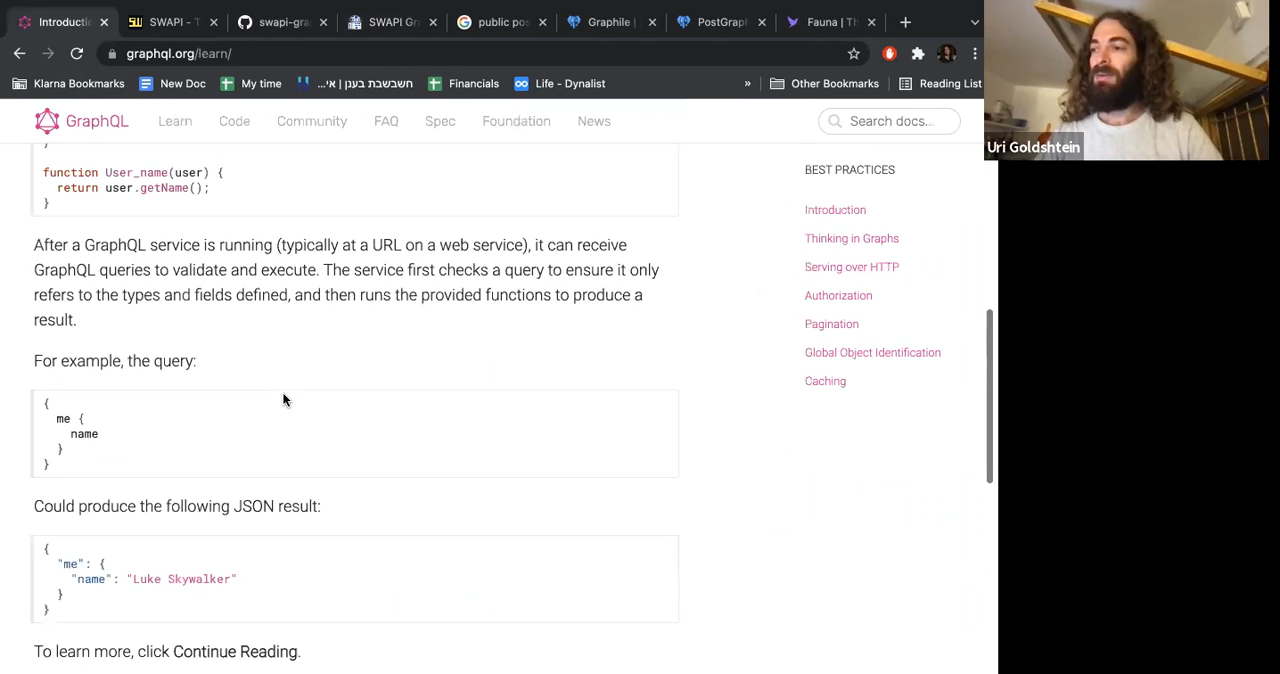 Introducti
SWAPI - T
swapi-gra
SWAPI Gr
public pos
Graphile |
PostGraph
Fauna | Th
graphql.org/learn/
Klarna Bookmarks
New Doc
My time
חשבשבת בענן | אי...
Financials
Life - Dynalist
»
Other Bookmarks
Reading List
Uri Goldshtein
GraphQL
Learn
Code
Community
FAQ
Spec
Foundation
News
Search docs...
}
function User_name(user) {
return user.getName();
}
After a GraphQL service is running (typically at a URL on a web service), it can receive
GraphQL queries to validate and execute. The service first checks a query to ensure it only
refers to the types and fields defined, and then runs the provided functions to produce a
result.
For example, the query:
{
me {
name
}
}
Could produce the following JSON result:
{
"me": {
"name": "Luke Skywalker"
}
}
To learn more, click Continue Reading.
BEST PRACTICES
Introduction
Thinking in Graphs
Serving over HTTP
Authorization
Pagination
Global Object Identification
Caching